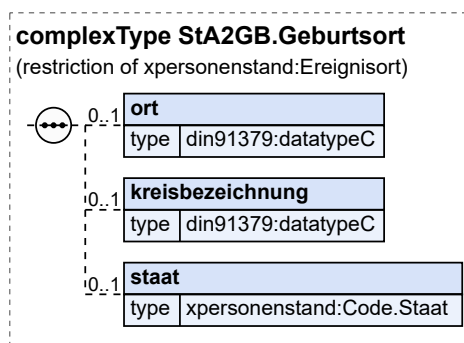 complexType StA2GB.Geburtsort
(restriction of xpersonenstand:Ereignisort)
0..1 ort
type din91379:datatypeC
0..1 kreisbezeichnung
type din91379:datatypeC
0..1 staat
type xpersonenstand:Code.Staat